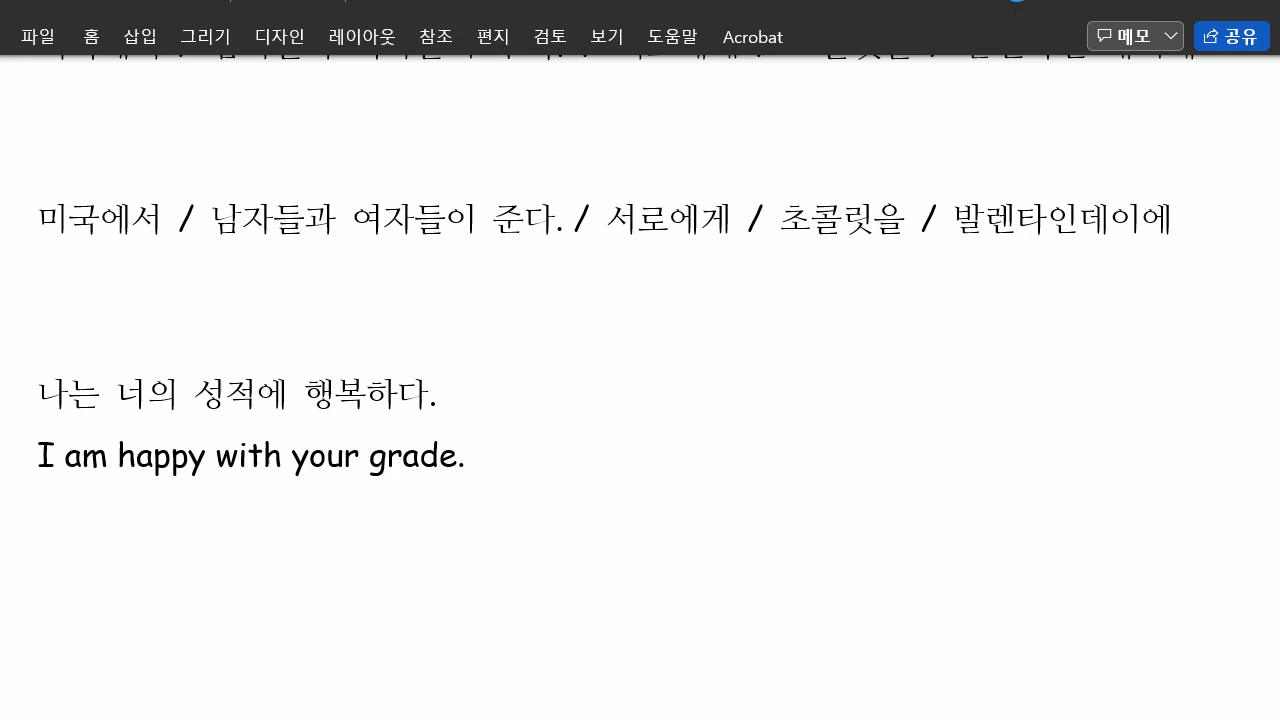 파일 홈 삽입 그리기 디자인 레이아웃 참조 편지 검토 보기 도움말 Acrobat 메모 공유
미국에서 / 남자들과 여자들이 준다. / 서로에게 / 초콜릿을 / 발렌타인데이에
나는 너의 성적에 행복하다.
I am happy with your grade.